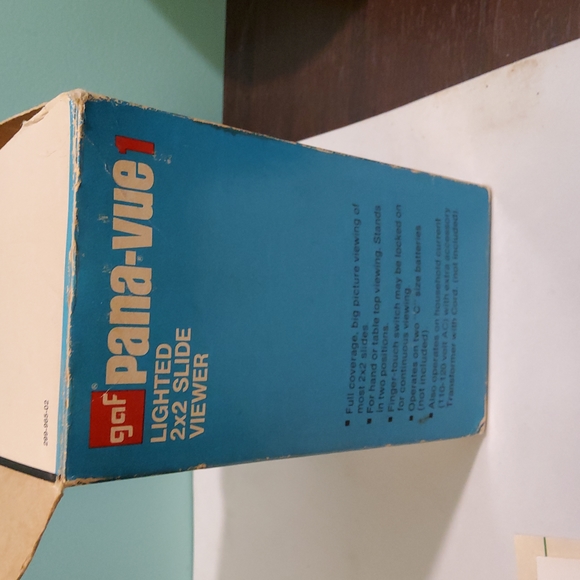 gaf pana-vue 1
LIGHTED
2x2 SLIDE
VIEWER
▪ Full coverage, big picture viewing of
most 2x2 slides.
▪ For hand or table top viewing. Stands
in two positions.
▪ Finger-touch switch may be locked on
for continuous viewing.
▪ Operates on two "C" size batteries
(not included)
▪ Also operates on household current
(110-120 volt AC) with extra accessory
Transformer with Cord. (not included)
299-905-02